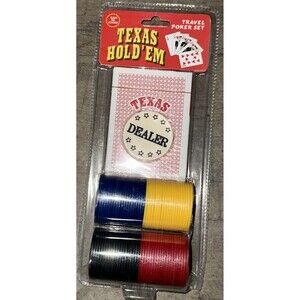 TEXAS
HOLD'EM
TRAVEL
POKER SET
TEXAS
DEALER